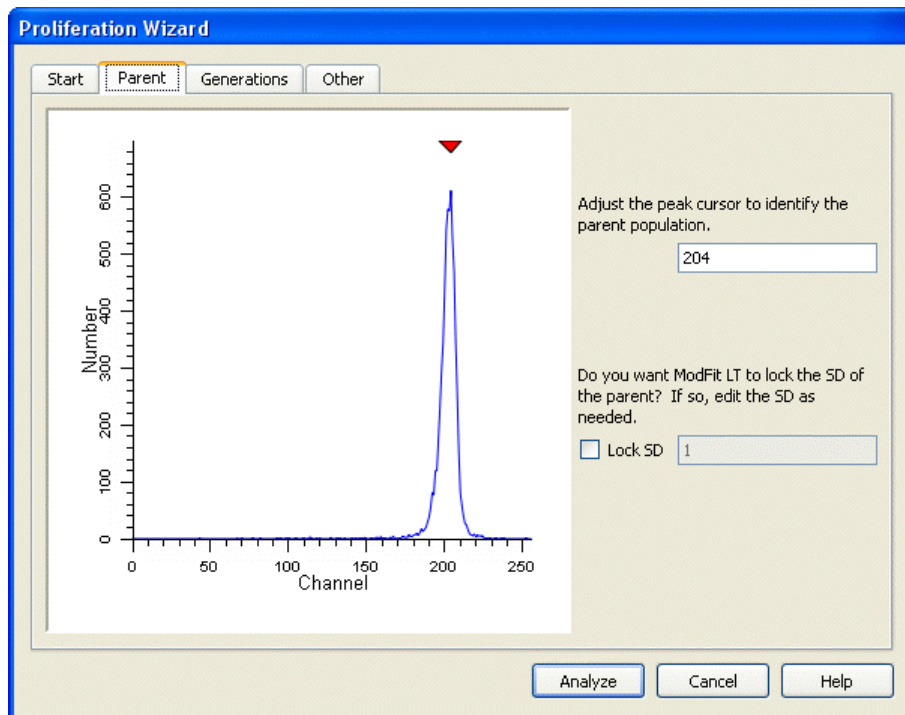 Proliferation Wizard
Start
Parent
Generations
Other
Number
600
500
400
300
200
100
0
0
50
100
150
200
250
Channel
Adjust the peak cursor to identify the
parent population.
204
Do you want ModFit LT to lock the SD of
the parent? If so, edit the SD as
needed.
Lock SD
1
Analyze
Cancel
Help